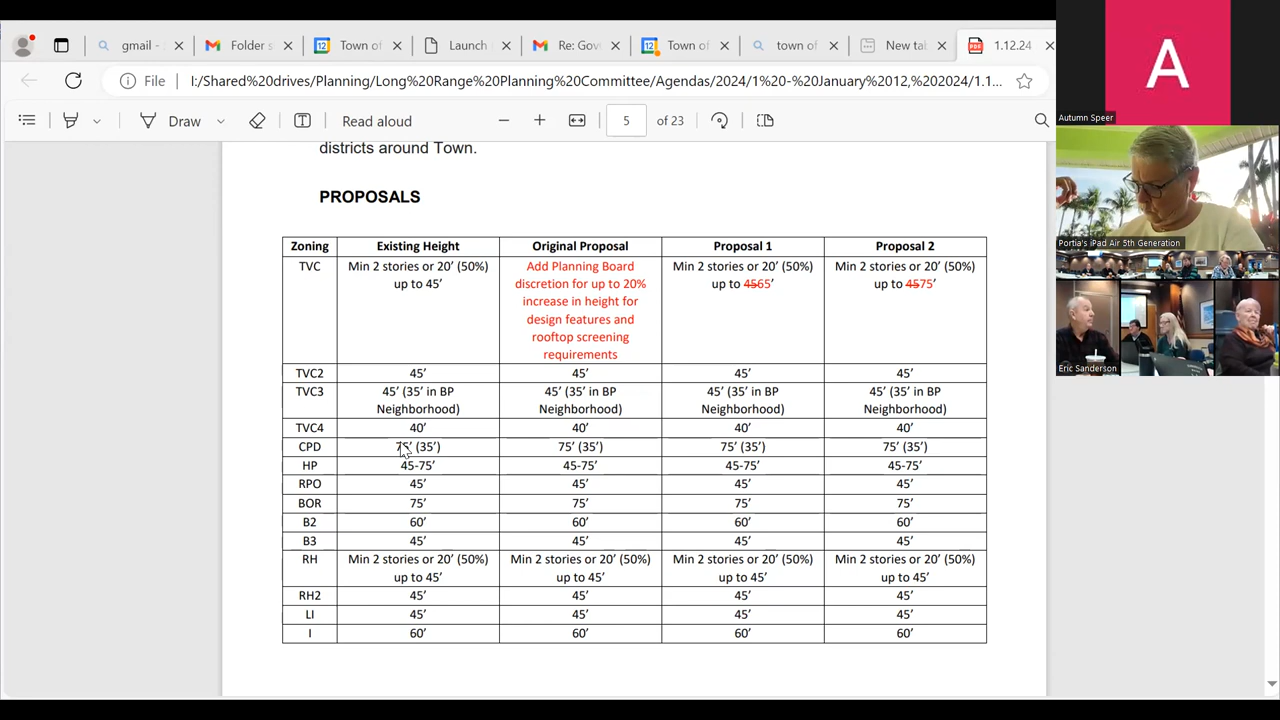 gmail -
Folder s
Town of
Launch
Re: Gov
Town of
town of
New tab
1.12.24
File
I:/Shared%20drives/Planning/Long%20Range%20Planning%20Committee/Agendas/2024/1%20-%20January%2012,%202024/1.1...
Draw
Read aloud
5
of 23
districts around Town.
PROPOSALS
Zoning Existing Height Original Proposal Proposal 1 Proposal 2
TVC Min 2 stories or 20’ (50%) Add Planning Board Min 2 stories or 20’ (50%) Min 2 stories or 20’ (50%)
up to 45’ discretion for up to 20% up to 4565’ up to 4575’
increase in height for
design features and
rooftop screening
requirements
TVC2 45’ 45’ 45’ 45’
TVC3 45’ (35’ in BP 45’ (35’ in BP 45’ (35’ in BP 45’ (35’ in BP
Neighborhood) Neighborhood) Neighborhood) Neighborhood)
TVC4 40’ 40’ 40’ 40’
CPD 75’ (35’) 75’ (35’) 75’ (35’) 75’ (35’)
HP 45-75’ 45-75’ 45-75’ 45-75’
RPO 45’ 45’ 45’ 45’
BOR 75’ 75’ 75’ 75’
B2 60’ 60’ 60’ 60’
B3 45’ 45’ 45’ 45’
RH Min 2 stories or 20’ (50%) Min 2 stories or 20’ (50%) Min 2 stories or 20’ (50%) Min 2 stories or 20’ (50%)
up to 45’ up to 45’ up to 45’ up to 45’
RH2 45’ 45’ 45’ 45’
LI 45’ 45’ 45’ 45’
I 60’ 60’ 60’ 60’
A
Autumn Speer
Portia's iPad Air 5th Generation
Eric Sanderson